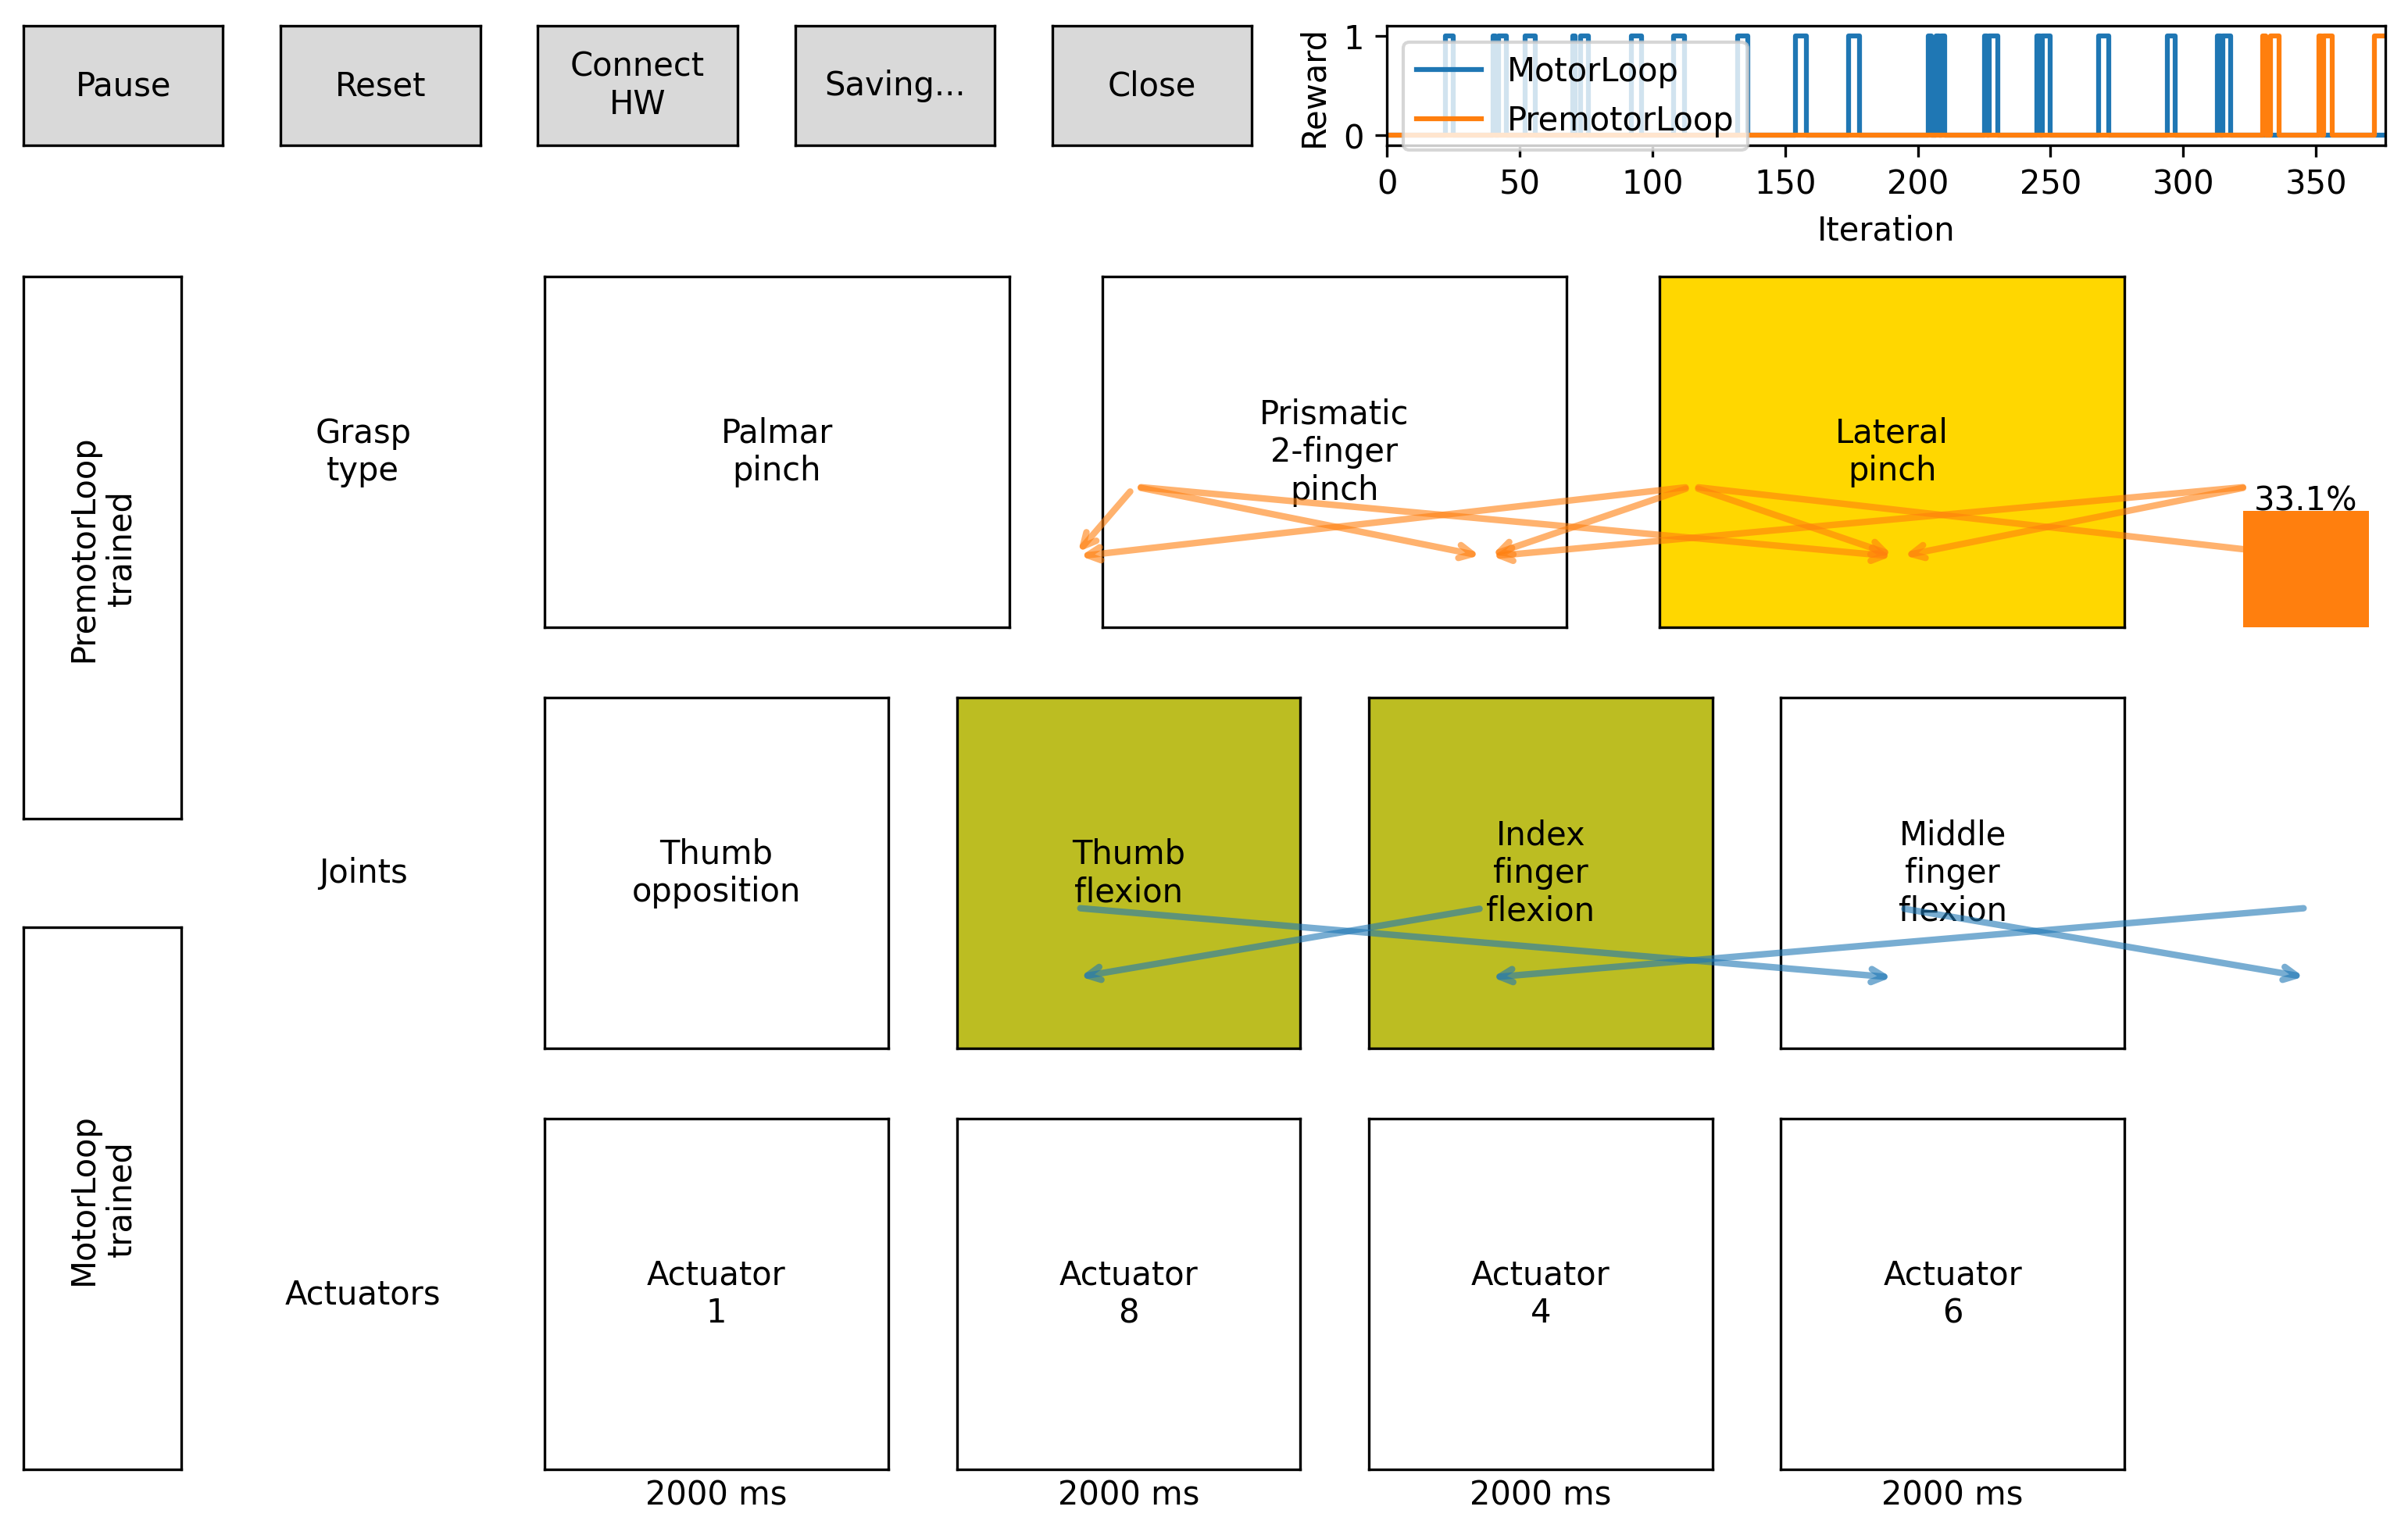 Pause
Reset
Connect
HW
Saving...
Close
Reward
1
0
MotorLoop
PremotorLoop
0 50 100 150 200 250 300 350
Iteration
PremotorLoop
trained
Grasp
type
Palmar
pinch
Prismatic
2-finger
pinch
Lateral
pinch
33.1%
Joints
Thumb
opposition
Thumb
flexion
Index
finger
flexion
Middle
finger
flexion
MotorLoop
trained
Actuators
Actuator
1
Actuator
8
Actuator
4
Actuator
6
2000 ms
2000 ms
2000 ms
2000 ms